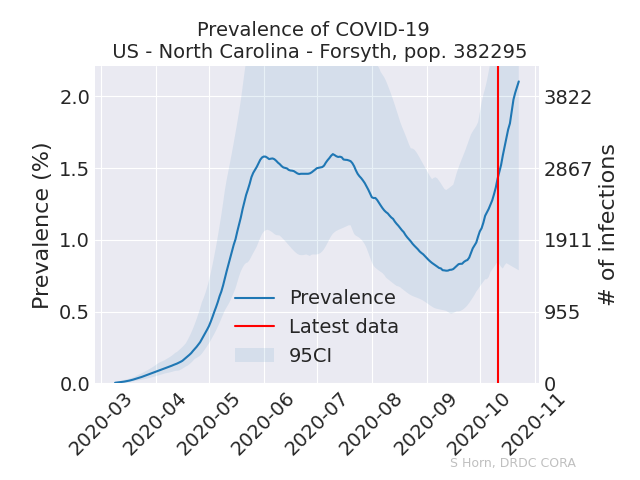 Prevalence of COVID-19
US - North Carolina - Forsyth, pop. 382295
Prevalence (%)
2.0
1.5
1.0
0.5
0.0
3822
2867
1911
955
0
# of infections
Prevalence
Latest data
95CI
2020-03
2020-04
2020-05
2020-06
2020-07
2020-08
2020-09
2020-10
2020-11
S Horn, DRDC CORA